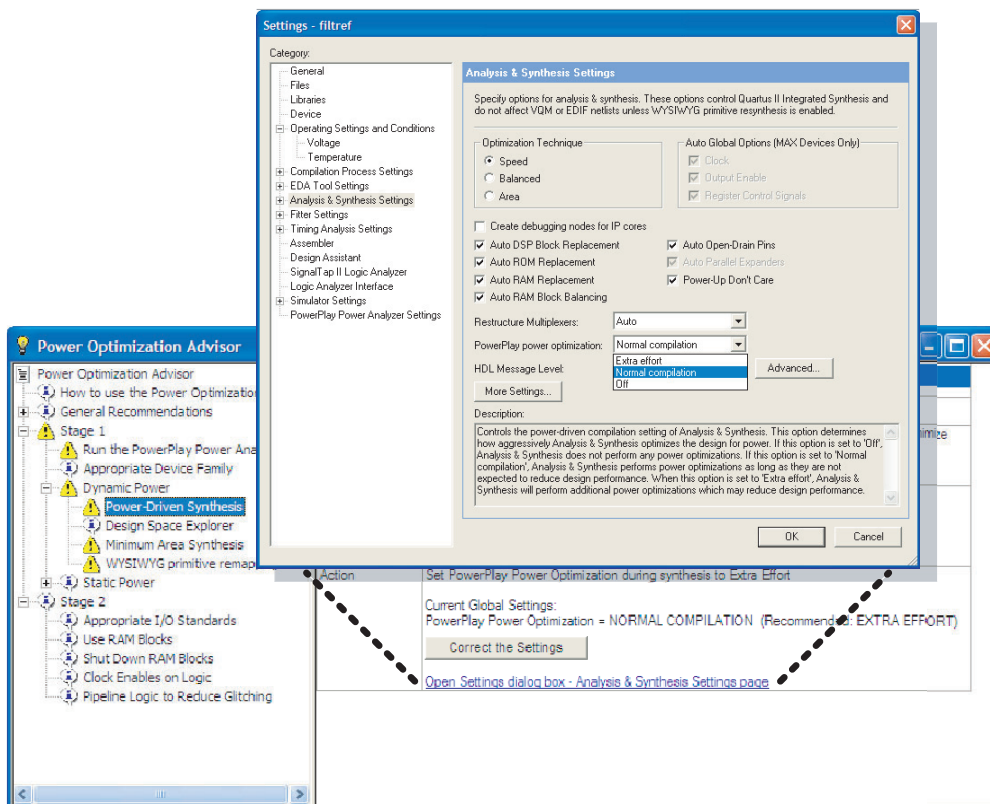 Settings - filtref
Category:
General
Files
Libraries
Device
Operating Settings and Conditions
Voltage
Temperature
Compilation Process Settings
EDA Tool Settings
Analysis & Synthesis Settings
Fitter Settings
Timing Analysis Settings
Assembler
Design Assistant
SignalTap II Logic Analyzer
Logic Analyzer Interface
Simulator Settings
PowerPlay Power Analyzer Settings
Analysis & Synthesis Settings
Specify options for analysis & synthesis. These options control Quartus II Integrated Synthesis and
do not affect VQM or EDIF netlists unless WYSIWYG primitive resynthesis is enabled.
Optimization Technique
Speed
Balanced
Area
Auto Global Options (MAX Devices Only)
Clock
Output Enable
Register Control Signals
Create debugging nodes for IP cores
Auto DSP Block Replacement
Auto ROM Replacement
Auto RAM Replacement
Auto RAM Block Balancing
Auto Open-Drain Pins
Auto Parallel Expanders
Power-Up Don't Care
Restructure Multiplexers: Auto
PowerPlay power optimization: Normal compilation
Extra effort
Normal compilation
Off
HDL Message Level: Advanced...
More Settings...
Description:
Controls the power-driven compilation setting of Analysis & Synthesis. This option determines
how aggressively Analysis & Synthesis optimizes the design for power. If this option is set to 'Off',
Analysis & Synthesis does not perform any power optimizations. If this option is set to 'Normal
compilation', Analysis & Synthesis performs power optimizations as long as they are not
expected to reduce design performance. When this option is set to 'Extra effort', Analysis &
Synthesis will perform additional power optimizations which may reduce design performance.
OK Cancel
Power Optimization Advisor
Power Optimization Advisor
How to use the Power Optimization
General Recommendations
Stage 1
Run the PowerPlay Power Ana
Appropriate Device Family
Dynamic Power
Power-Driven Synthesis
Design Space Explorer
Minimum Area Synthesis
WYSIWYG primitive remap
Static Power
Stage 2
Appropriate I/O Standards
Use RAM Blocks
Shut Down RAM Blocks
Clock Enables on Logic
Pipeline Logic to Reduce Glitching
Action Set PowerPlay Power Optimization during synthesis to Extra Effort
Current Global Settings:
PowerPlay Power Optimization = NORMAL COMPILATION (Recommended: EXTRA EFFORT)
Correct the Settings
Open Settings dialog box - Analysis & Synthesis Settings page